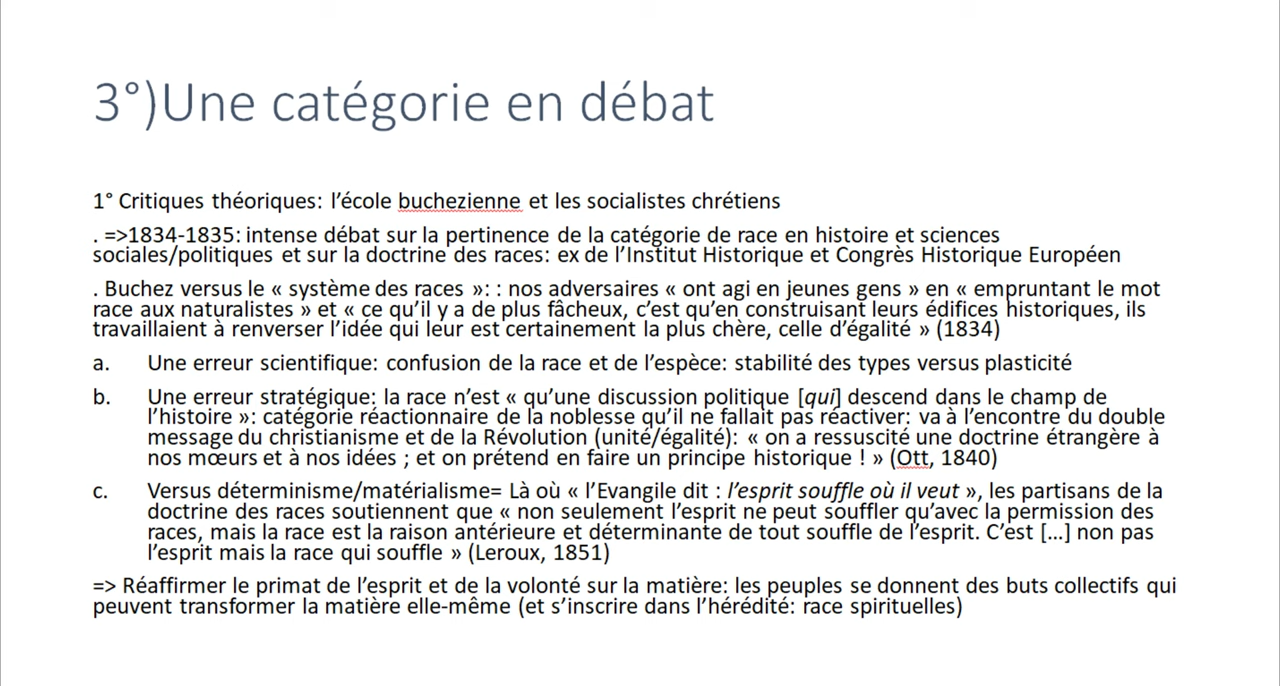 3°)Une catégorie en débat
1° Critiques théoriques: l’école buchezienne et les socialistes chrétiens
. =>1834-1835: intense débat sur la pertinence de la catégorie de race en histoire et sciences
sociales/politiques et sur la doctrine des races: ex de l’Institut Historique et Congrès Historique Européen
. Buchez versus le « système des races »: : nos adversaires « ont agi en jeunes gens » en « empruntant le mot
race aux naturalistes » et « ce qu’il y a de plus fâcheux, c’est qu’en construisant leurs édifices historiques, ils
travaillaient à renverser l’idée qui leur est certainement la plus chère, celle d’égalité » (1834)
a. Une erreur scientifique: confusion de la race et de l’espèce: stabilité des types versus plasticité
b. Une erreur stratégique: la race n’est « qu’une discussion politique [qui] descend dans le champ de
l’histoire »: catégorie réactionnaire de la noblesse qu’il ne fallait pas réactiver: va à l’encontre du double
message du christianisme et de la Révolution (unité/égalité): « on a ressuscité une doctrine étrangère à
nos mœurs et à nos idées ; et on prétend en faire un principe historique ! » (Ott, 1840)
c. Versus déterminisme/matérialisme= Là où « l’Evangile dit : l’esprit souffle où il veut », les partisans de la
doctrine des races soutiennent que « non seulement l’esprit ne peut souffler qu’avec la permission des
races, mais la race est la raison antérieure et déterminante de tout souffle de l’esprit. C’est […] non pas
l’esprit mais la race qui souffle » (Leroux, 1851)
=> Réaffirmer le primat de l’esprit et de la volonté sur la matière: les peuples se donnent des buts collectifs qui
peuvent transformer la matière elle-même (et s’inscrire dans l’hérédité: race spirituelles)